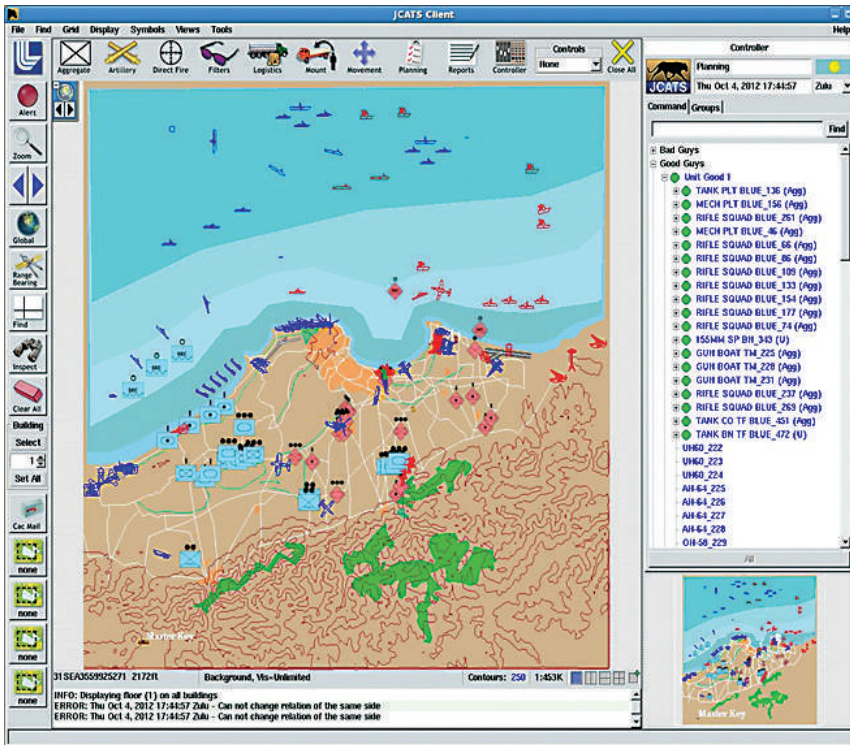 JCATS Client
File Find Grid Display Symbols Views Tools Help
Aggregate Artillery Direct Fire Filters Logistics Mount Movement Planning Reports Controller Controls None Close All
Alert
Zoom
Global
Range Bearing
Find
Inspect
Clear All
Building
Select
1
Set All
Cac Mail
none
none
none
none
Master Key
31 SEA3559925271 2172ft Background, Vis=Unlimited Contours: 250 1:453K
INFO: Displaying floor (1) on all buildings
ERROR: Thu Oct 4, 2012 17:44:57 Zulu - Can not change relation of the same side
ERROR: Thu Oct 4, 2012 17:44:57 Zulu - Can not change relation of the same side
Controller
JCATS
Planning
Thu Oct 4, 2012 17:44:57 Zulu
Command Groups
Find
Bad Guys
Good Guys
Unit Good 1
TANK PLT BLUE_136 (Agg)
MECH PLT BLUE_156 (Agg)
RIFLE SQUAD BLUE_261 (Agg)
MECH PLT BLUE_46 (Agg)
RIFLE SQUAD BLUE_66 (Agg)
RIFLE SQUAD BLUE_86 (Agg)
RIFLE SQUAD BLUE_109 (Agg)
RIFLE SQUAD BLUE_133 (Agg)
RIFLE SQUAD BLUE_154 (Agg)
RIFLE SQUAD BLUE_177 (Agg)
RIFLE SQUAD BLUE_74 (Agg)
155MM SP BN_343 (U)
GUN BOAT TM_225 (Agg)
GUN BOAT TM_228 (Agg)
GUN BOAT TM_231 (Agg)
RIFLE SQUAD BLUE_237 (Agg)
RIFLE SQUAD BLUE_269 (Agg)
TANK CO TF BLUE_451 (Agg)
TANK BN TF BLUE_472 (U)
UH60_222
UH60_223
UH60_224
AH-64_225
AH-64_226
AH-64_227
AH-64_228
OH-58_229
All
Master Key